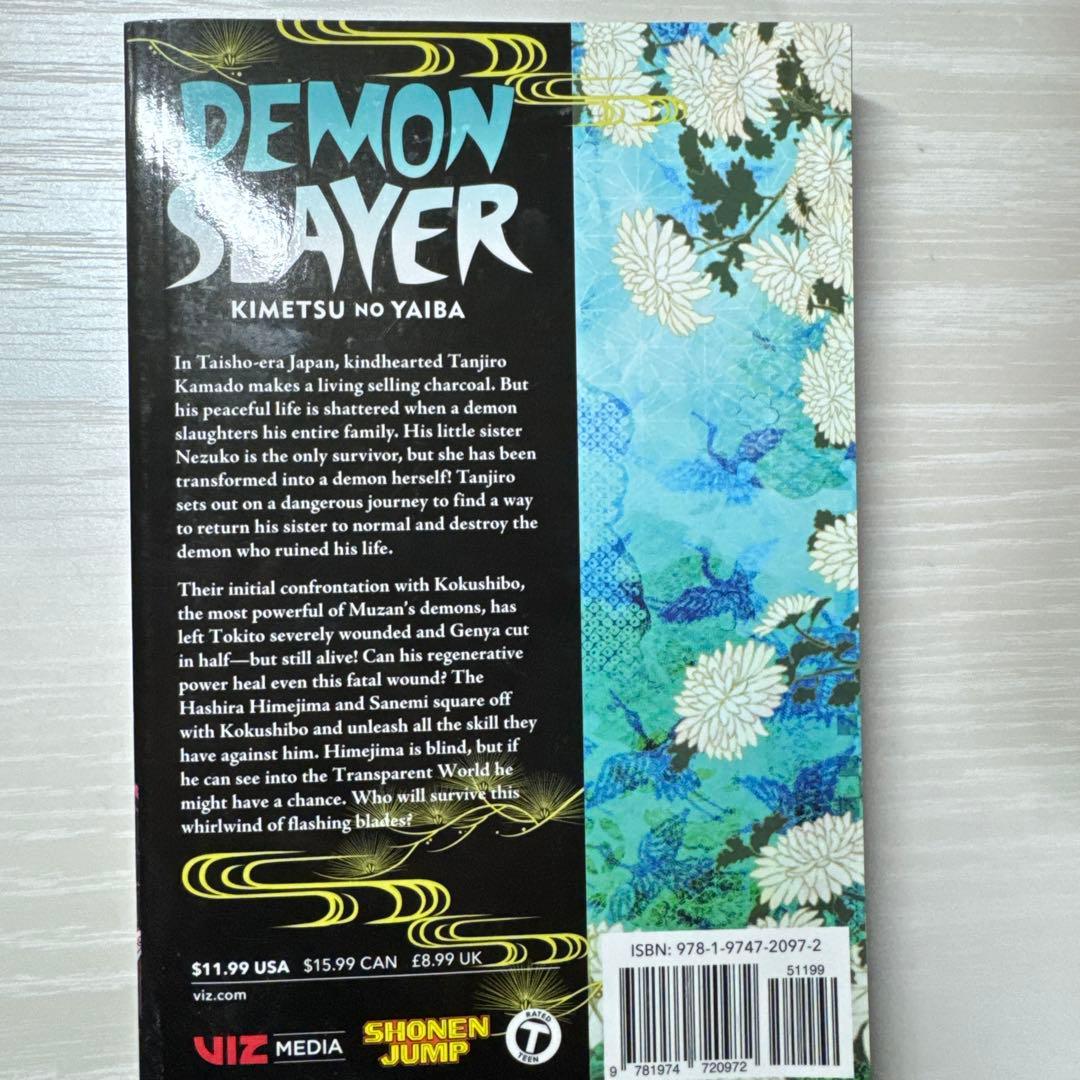 DEMON
SLAYER
KIMETSU NO YAIBA
In Taisho-era Japan, kindhearted Tanjiro
Kamado makes a living selling charcoal. But
his peaceful life is shattered when a demon
slaughters his entire family. His little sister
Nezuko is the only survivor, but she has been
transformed into a demon herself! Tanjiro
sets out on a dangerous journey to find a way
to return his sister to normal and destroy the
demon who ruined his life.
Their initial confrontation with Kokushibo,
the most powerful of Muzan's demons, has
left Tokito severely wounded and Genya cut
in half—but still alive! Can his regenerative
power heal even this fatal wound? The
Hashira Himejima and Sanemi square off
with Kokushibo and unleash all the skill they
have against him. Himejima is blind, but if
he can see into the Transparent World he
might have a chance. Who will survive this
whirlwind of flashing blades?
$11.99 USA $15.99 CAN £8.99 UK
viz.com
VIZ MEDIA
SHONEN
JUMP
RATED
T
TEEN
ISBN: 978-1-9747-2097-2
51199
9 781974 720972